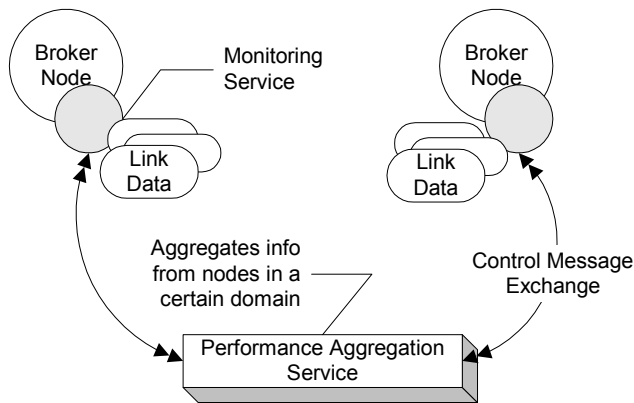 Broker
Node
Monitoring
Service
Link
Data
Broker
Node
Link
Data
Aggregates info
from nodes in a
certain domain
Control Message
Exchange
Performance Aggregation
Service